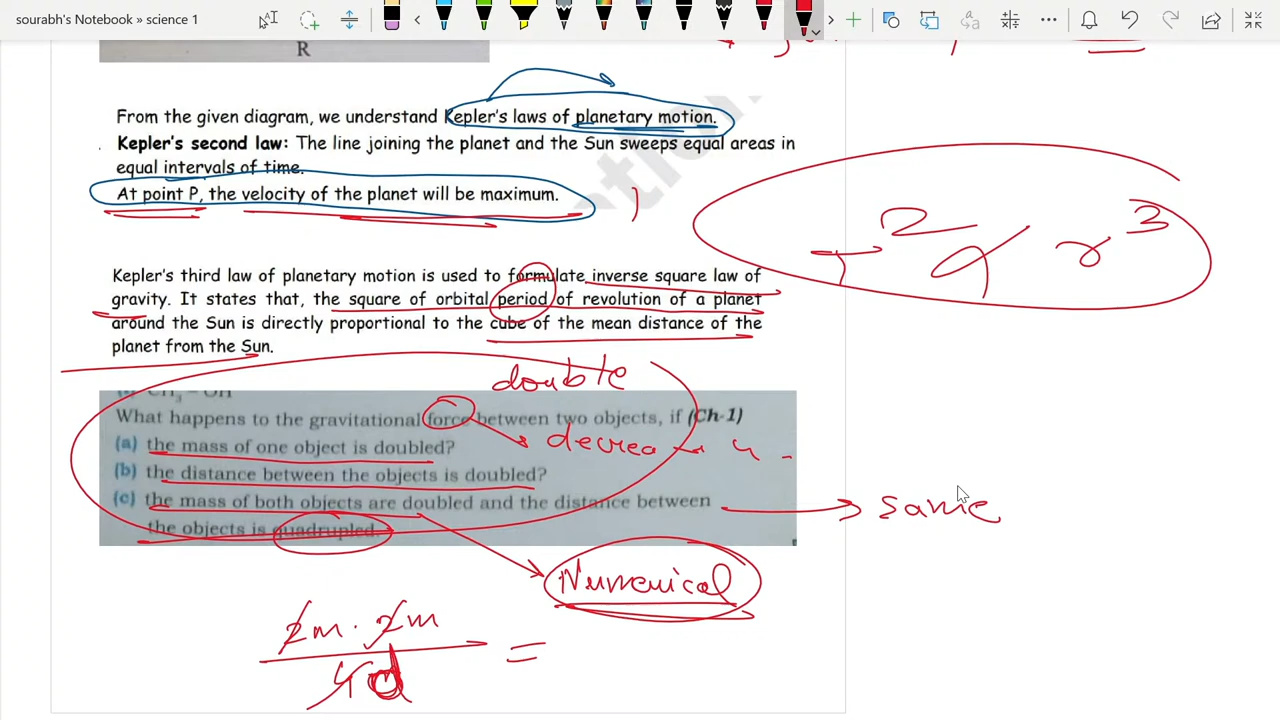 sourabh's Notebook » science 1
R
From the given diagram, we understand Kepler's laws of planetary motion.
Kepler's second law: The line joining the planet and the Sun sweeps equal areas in
equal intervals of time.
At point P, the velocity of the planet will be maximum.
T² α r³
Kepler's third law of planetary motion is used to formulate inverse square law of
gravity. It states that, the square of orbital period of revolution of a planet
around the Sun is directly proportional to the cube of the mean distance of the
planet from the Sun.
double
What happens to the gravitational force between two objects, if (Ch-1)
(a) the mass of one object is doubled?
decrea
(b) the distance between the objects is doubled?
(c) the mass of both objects are doubled and the distance between
same
the objects is quadrupled.
Numerical
2m · 2m
4d
=